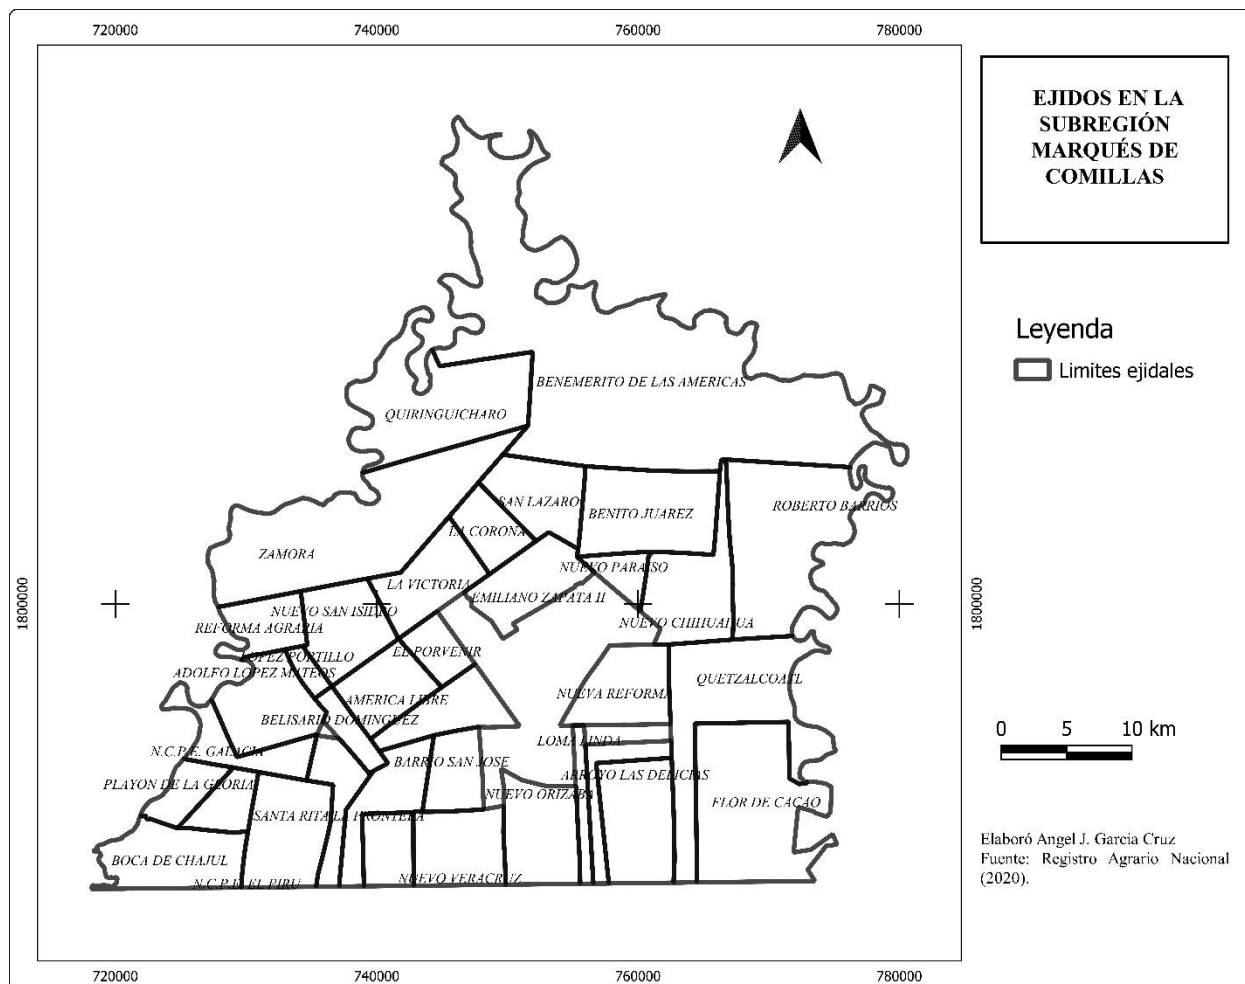 720000
740000
760000
780000
EJIDOS EN LA
SUBREGIÓN
MARQUÉS DE
COMILLAS
Leyenda
Limites ejidales
BENEMERITO DE LAS AMERICAS
QUIRINGUICHARO
SAN LAZARO
BENITO JUAREZ
ROBERTO BARRIOS
LA CORONA
ZAMORA
NUEVO PARAISO
LA VICTORIA
EMILIANO ZAPATA II
1800000
1800000
NUEVO SAN ISIDRO
REFORMA AGRARIA
NUEVO CHIHUAHUA
EL PORVENIR
LOPEZ PORTILLO
ADOLFO LOPEZ MATEOS
QUETZALCOATL
NUEVA REFORMA
AMERICA LIBRE
BELISARIO DOMINGUEZ
LOMA LINDA
N.C.P.E. GALACIA
BARRIO SAN JOSE
ARROYO LAS DELICIAS
PLAYON DE LA GLORIA
NUEVO ORIZABA
FLOR DE CACAO
SANTA RITA LA FRONTERA
BOCA DE CHAJUL
N.C.P.E. EL PIRU
NUEVO VERACRUZ
0 5 10 km
Elaboró Angel J. Garcia Cruz
Fuente: Registro Agrario Nacional
(2020).
720000
740000
760000
780000